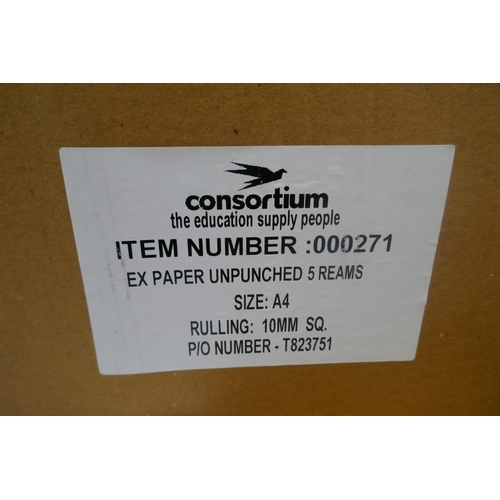 consortium
the education supply people
ITEM NUMBER :000271
EX PAPER UNPUNCHED 5 REAMS
SIZE: A4
RULLING: 10MM SQ.
P/O NUMBER - T823751